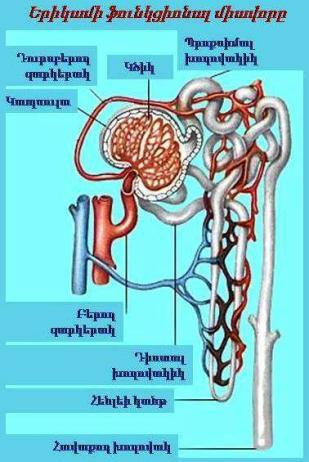 Երիկամի ֆունկցիոնալ միավորը
Պրոքսիմալ
խողովակիկ
Դուրսբերող
զարկերակ
Կծիկ
Կապսուլա
Բերող
զարկերակ
Դիստալ
խողովակիկ
Հենլեի կանթ
Հավաքող խողովակ